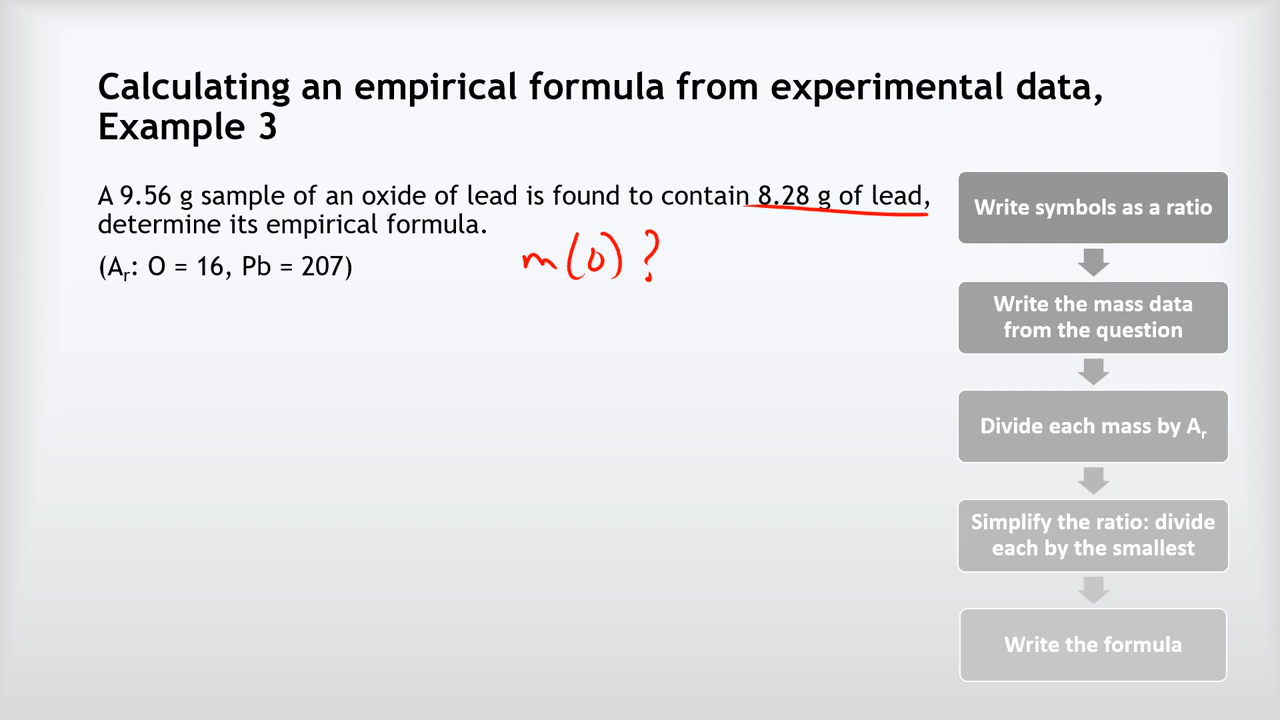 Calculating an empirical formula from experimental data,
Example 3
A 9.56 g sample of an oxide of lead is found to contain 8.28 g of lead,
determine its empirical formula.
(Aᵣ: O = 16, Pb = 207)
m(O)?
Write symbols as a ratio
Write the mass data
from the question
Divide each mass by Aᵣ
Simplify the ratio: divide
each by the smallest
Write the formula